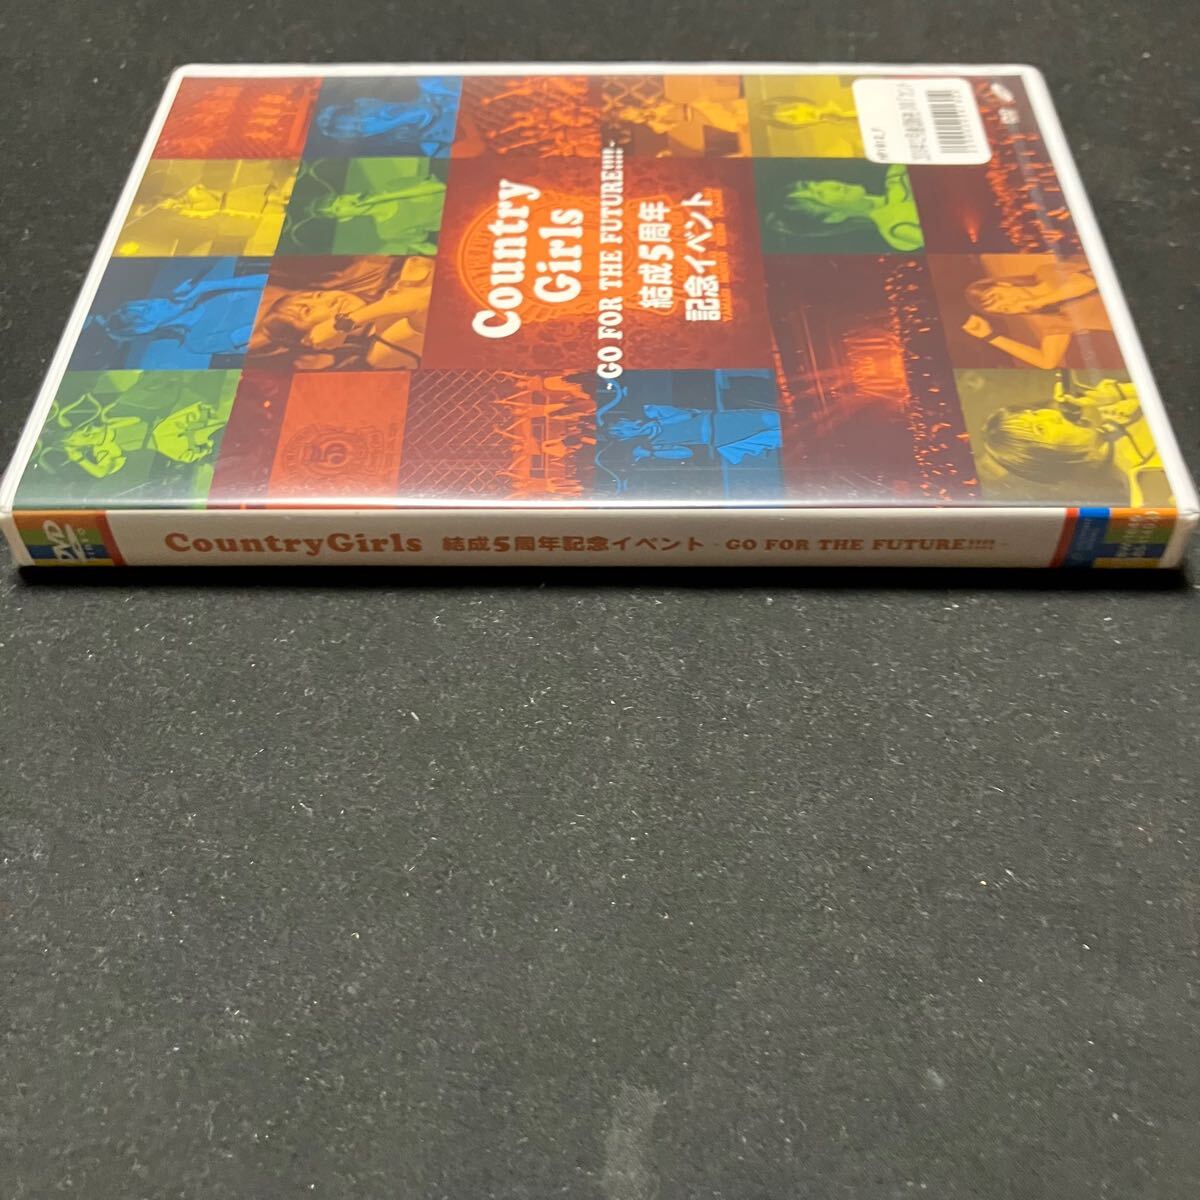 Country
Girls
~GO FOR THE FUTURE!!!!~
結成5周年
記念イベント
DVD
CountryGirls 結成5周年記念イベント ~GO FOR THE FUTURE!!!!~